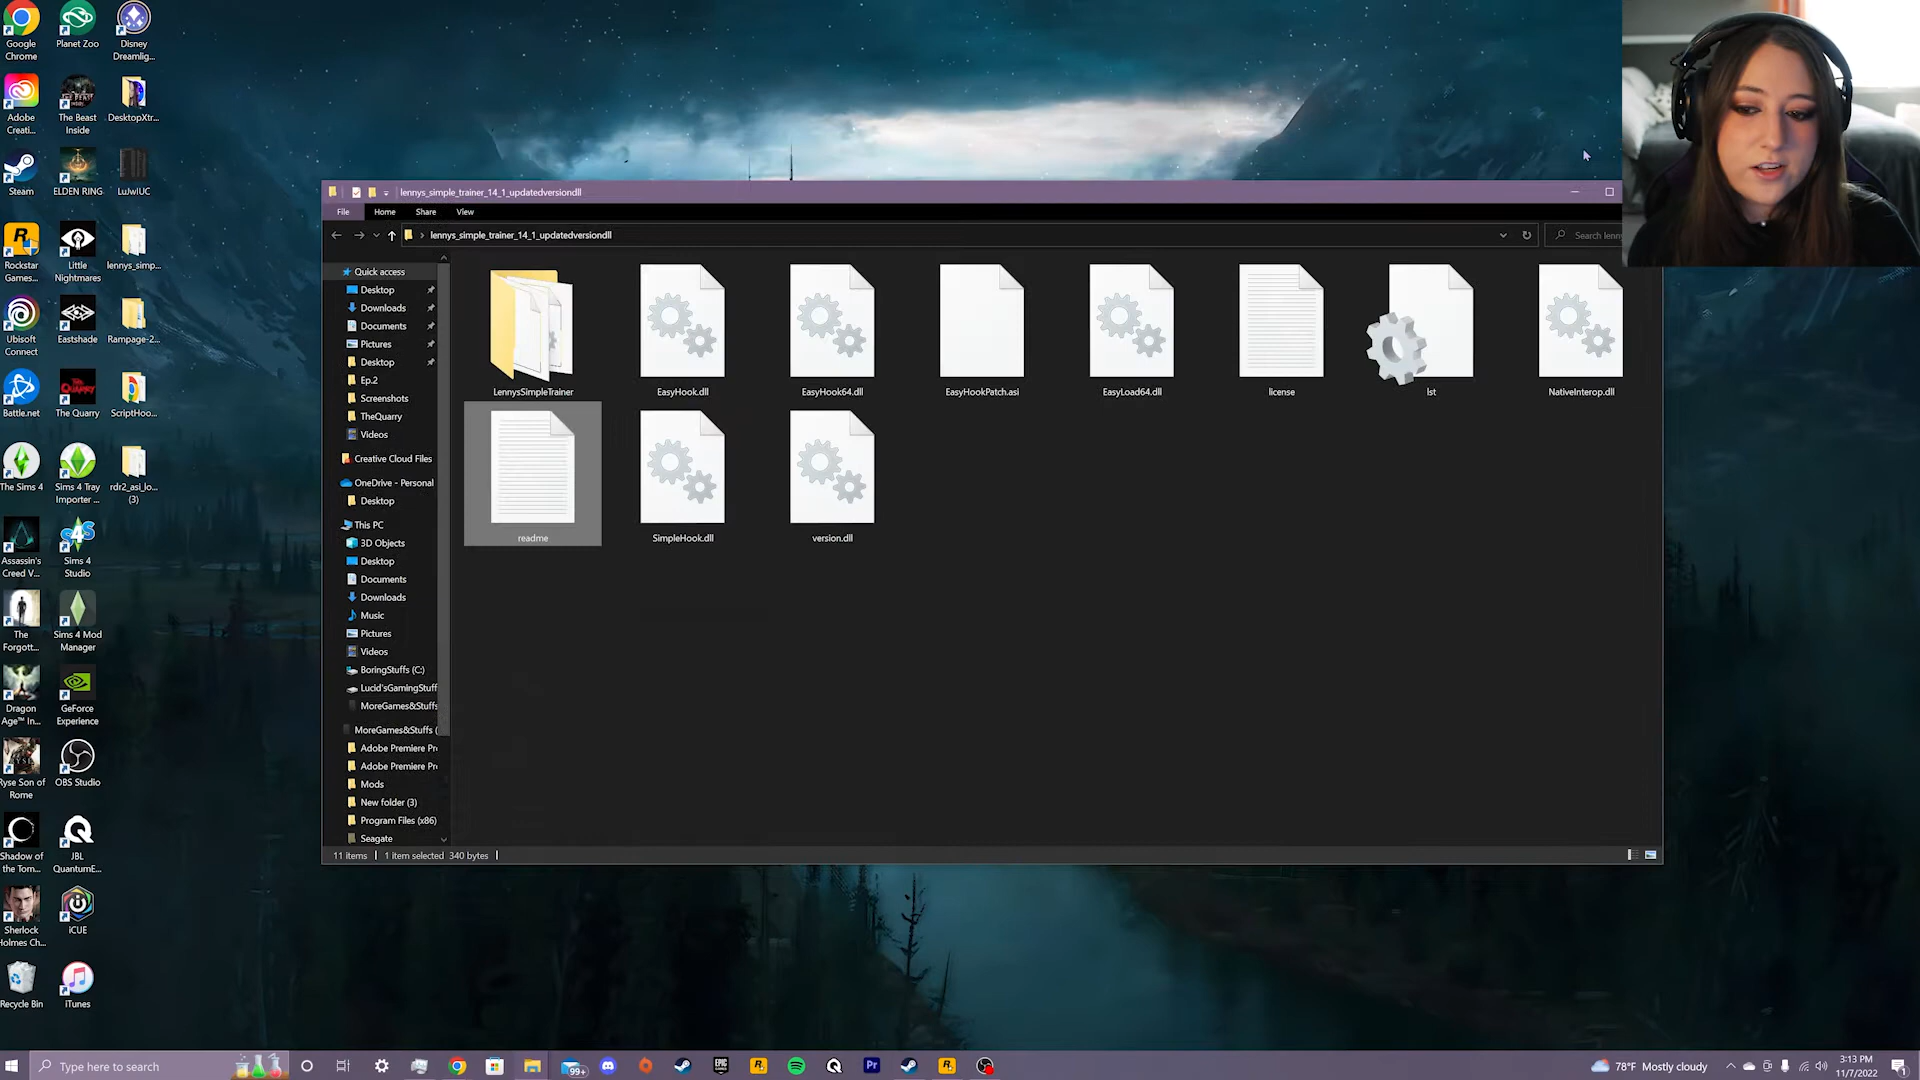 Google Chrome
Planet Zoo
Disney Dreamlig...
Adobe Creati...
The Beast Inside
DesktopXtr...
Steam
ELDEN RING
LuJwIUC
Rockstar Games...
Little Nightmares
lennys_simp...
Ubisoft Connect
Eastshade
Rampage-2...
Battle.net
The Quarry
ScriptHoo...
The Sims 4
Sims 4 Tray Importer ...
rdr2_asi_lo... (3)
Assassin's Creed V...
Sims 4 Studio
The Forgott...
Sims 4 Mod Manager
Dragon Age™ In...
GeForce Experience
Ryse Son of Rome
OBS Studio
Shadow of the Tom...
JBL QuantumE...
Sherlock Holmes Ch...
iCUE
Recycle Bin
iTunes
lennys_simple_trainer_14_1_updatedversiondll
File Home Share View
lennys_simple_trainer_14_1_updatedversiondll
Search lenn
Quick access
Desktop
Downloads
Documents
Pictures
Desktop
Ep.2
Screenshots
TheQuarry
Videos
Creative Cloud Files
OneDrive - Personal
Desktop
This PC
3D Objects
Desktop
Documents
Downloads
Music
Pictures
Videos
BoringStuffs (C:)
Lucid'sGamingStuff
MoreGames&Stuffs
MoreGames&Stuffs (
Adobe Premiere Pr
Adobe Premiere Pr
Mods
New folder (3)
Program Files (x86)
Seagate
LennysSimpleTrainer
EasyHook.dll
EasyHook64.dll
EasyHookPatch.asi
EasyLoad64.dll
license
lst
NativeInterop.dll
readme
SimpleHook.dll
version.dll
11 items 1 item selected 340 bytes
Type here to search
99+
78°F Mostly cloudy
3:13 PM
11/7/2022